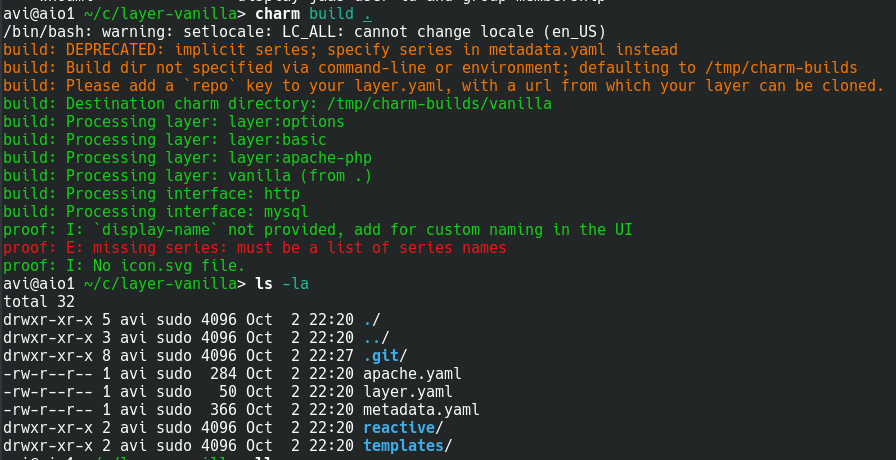 avi@aio1 ~/c/layer-vanilla> charm build .
/bin/bash: warning: setlocale: LC_ALL: cannot change locale (en_US)
build: DEPRECATED: implicit series; specify series in metadata.yaml instead
build: Build dir not specified via command-line or environment; defaulting to /tmp/charm-builds
build: Please add a `repo` key to your layer.yaml, with a url from which your layer can be cloned.
build: Destination charm directory: /tmp/charm-builds/vanilla
build: Processing layer: layer:options
build: Processing layer: layer:basic
build: Processing layer: layer:apache-php
build: Processing layer: vanilla (from .)
build: Processing interface: http
build: Processing interface: mysql
proof: I: `display-name` not provided, add for custom naming in the UI
proof: E: missing series: must be a list of series names
proof: I: No icon.svg file.
avi@aio1 ~/c/layer-vanilla> ls -la
total 32
drwxr-xr-x 5 avi sudo 4096 Oct  2 22:20 ./
drwxr-xr-x 3 avi sudo 4096 Oct  2 22:20 ../
drwxr-xr-x 8 avi sudo 4096 Oct  2 22:27 .git/
-rw-r--r-- 1 avi sudo  284 Oct  2 22:20 apache.yaml
-rw-r--r-- 1 avi sudo   50 Oct  2 22:20 layer.yaml
-rw-r--r-- 1 avi sudo  366 Oct  2 22:20 metadata.yaml
drwxr-xr-x 2 avi sudo 4096 Oct  2 22:20 reactive/
drwxr-xr-x 2 avi sudo 4096 Oct  2 22:20 templates/